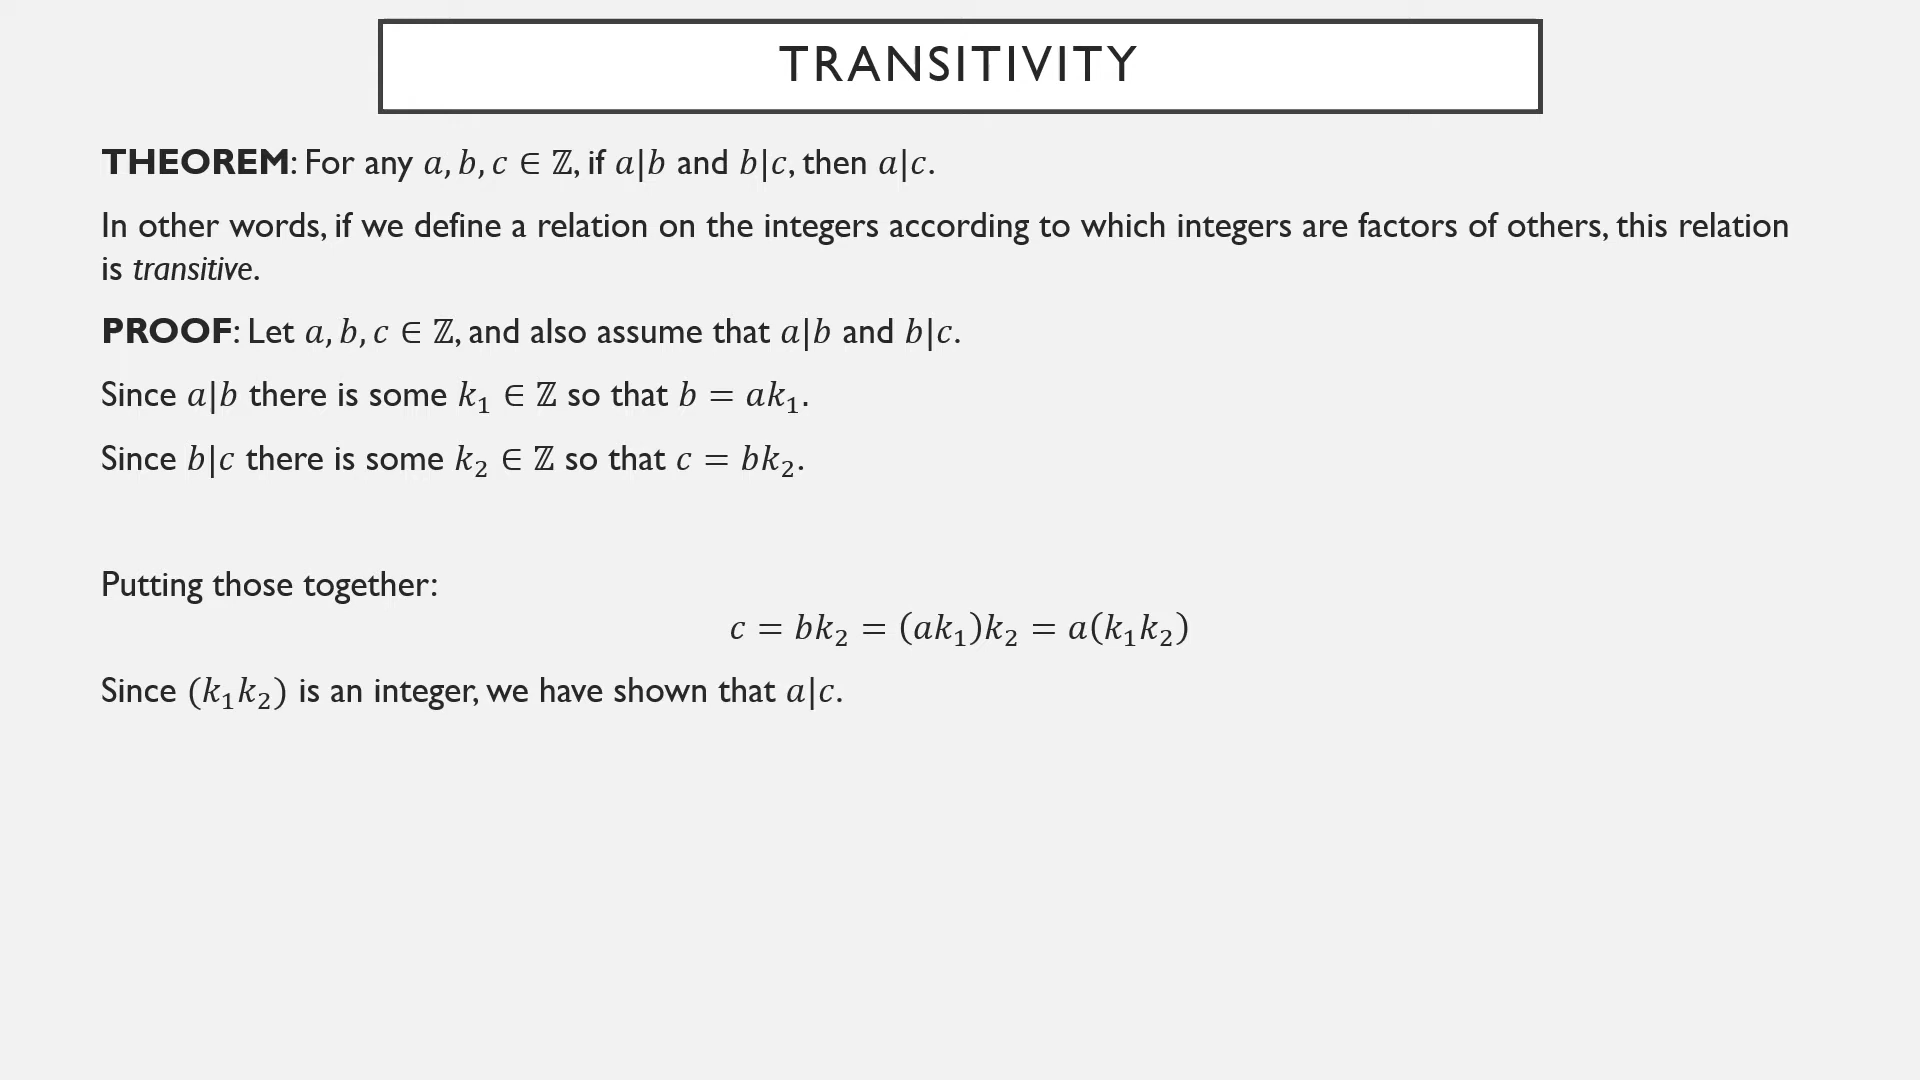 TRANSITIVITY
THEOREM: For any a, b, c ∈ ℤ, if a|b and b|c, then a|c.
In other words, if we define a relation on the integers according to which integers are factors of others, this relation
is transitive.
PROOF: Let a, b, c ∈ ℤ, and also assume that a|b and b|c.
Since a|b there is some k₁ ∈ ℤ so that b = ak₁.
Since b|c there is some k₂ ∈ ℤ so that c = bk₂.
Putting those together:
c = bk₂ = (ak₁)k₂ = a(k₁k₂)
Since (k₁k₂) is an integer, we have shown that a|c.